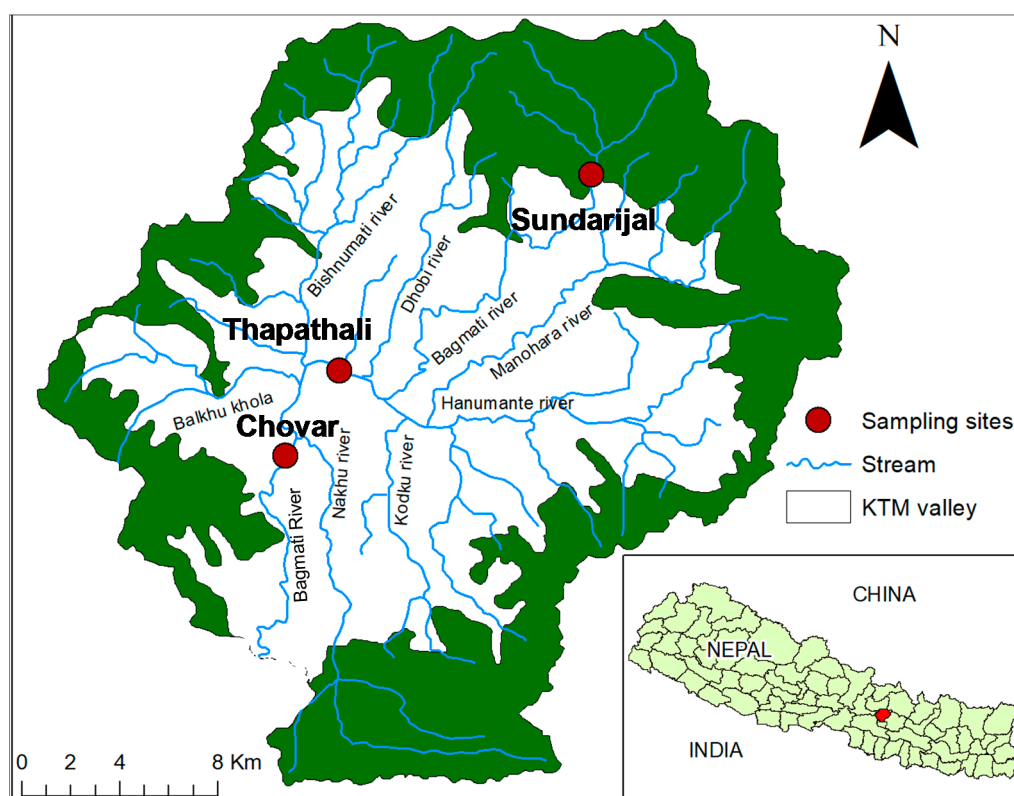 N
Sundarijal
Bishnumati river
Dhobi river
Thapathali
Bagmati river
Manohara river
Balkhu khola
Hanumante river
Chovar
Nakhu river
Kodku river
Bagmati River
Sampling sites
Stream
KTM valley
CHINA
NEPAL
INDIA
0 2 4 8 Km